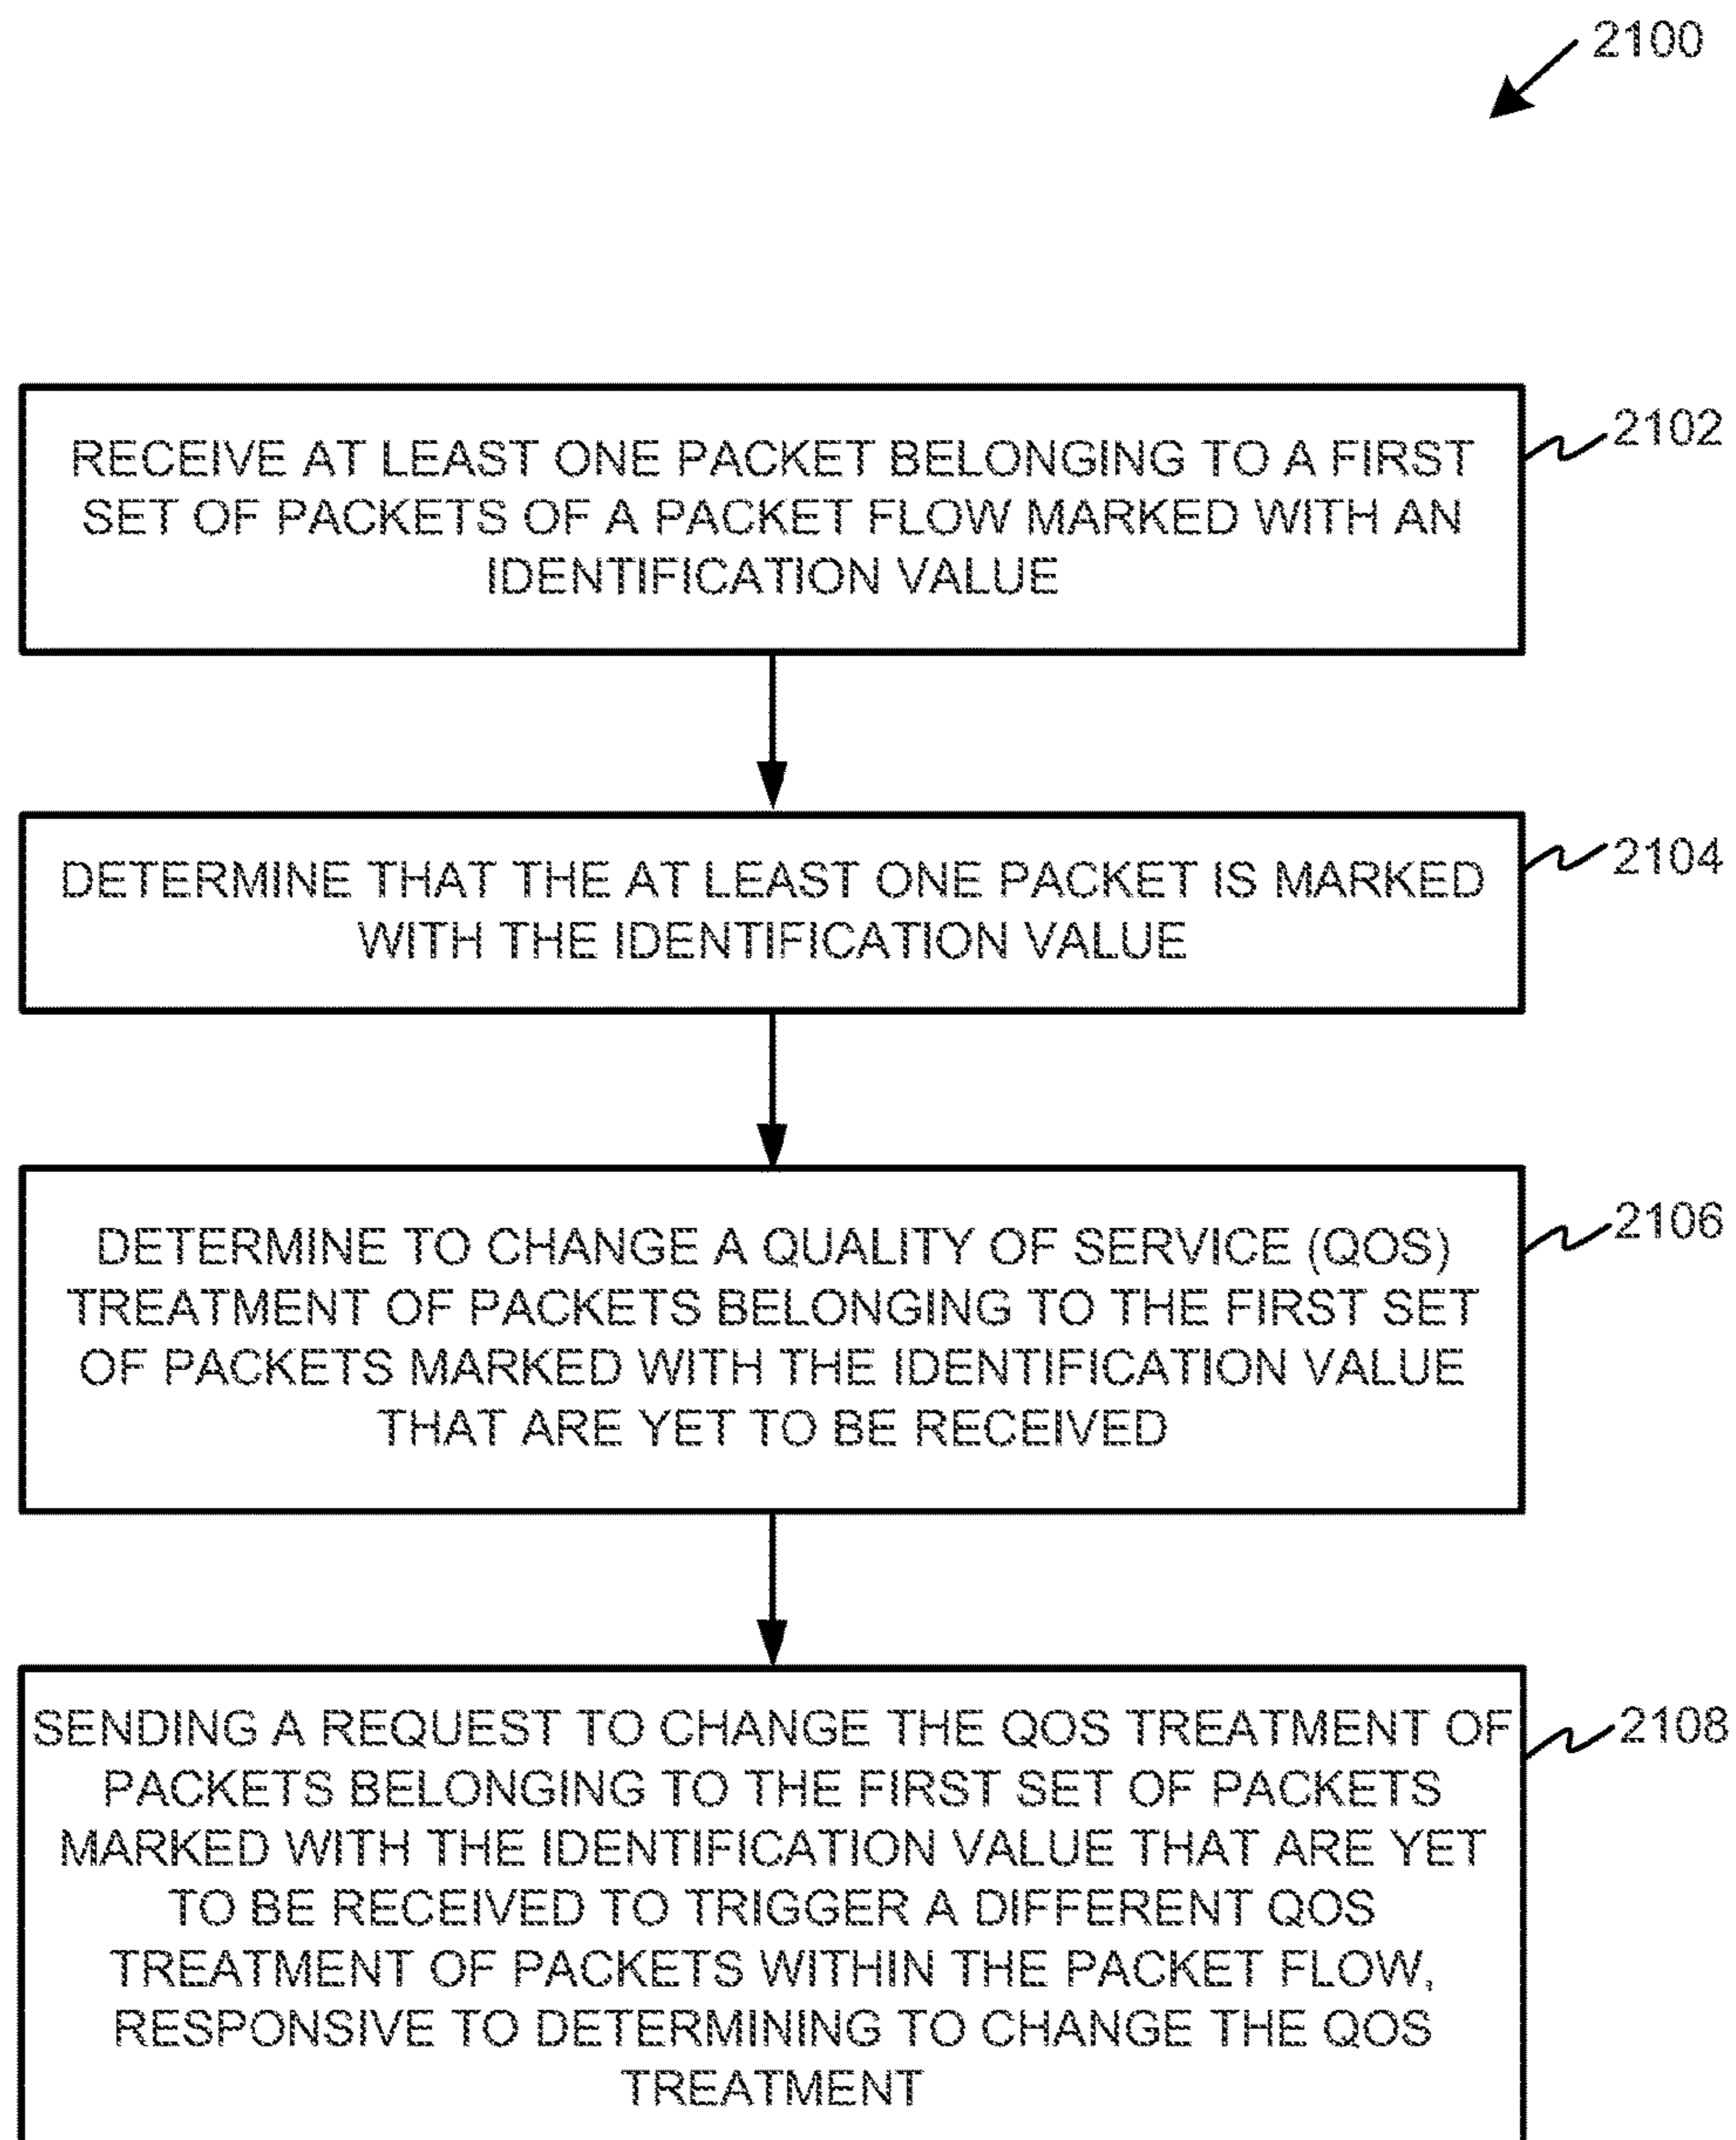 2100
RECEIVE AT LEAST ONE PACKET BELONGING TO A FIRST
SET OF PACKETS OF A PACKET FLOW MARKED WITH AN
IDENTIFICATION VALUE
2102
DETERMINE THAT THE AT LEAST ONE PACKET IS MARKED
WITH THE IDENTIFICATION VALUE
2104
DETERMINE TO CHANGE A QUALITY OF SERVICE (QOS)
TREATMENT OF PACKETS BELONGING TO THE FIRST SET
OF PACKETS MARKED WITH THE IDENTIFICATION VALUE
THAT ARE YET TO BE RECEIVED
2106
SENDING A REQUEST TO CHANGE THE QOS TREATMENT OF
PACKETS BELONGING TO THE FIRST SET OF PACKETS
MARKED WITH THE IDENTIFICATION VALUE THAT ARE YET
TO BE RECEIVED TO TRIGGER A DIFFERENT QOS
TREATMENT OF PACKETS WITHIN THE PACKET FLOW,
RESPONSIVE TO DETERMINING TO CHANGE THE QOS
TREATMENT
2108